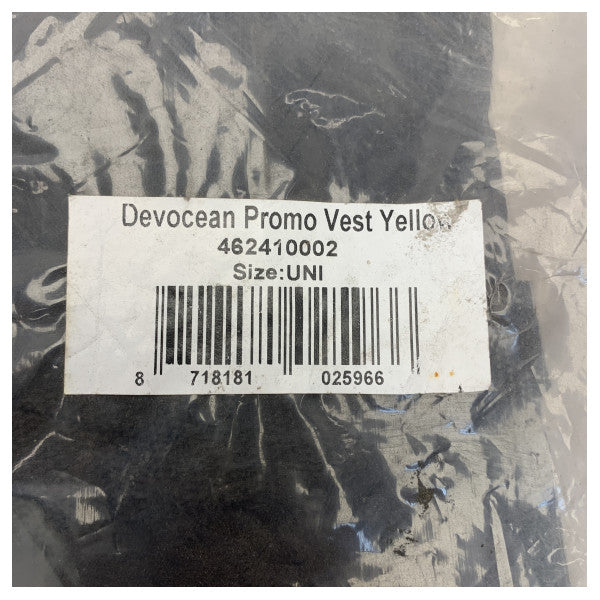 Devocean Promo Vest Yellow
462410002
Size:UNI
8 718181 025966